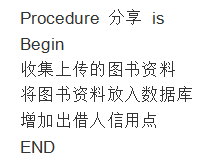 Procedure 分享 is
Begin
收集上传的图书资料
将图书资料放入数据库
增加出借人信用点
END